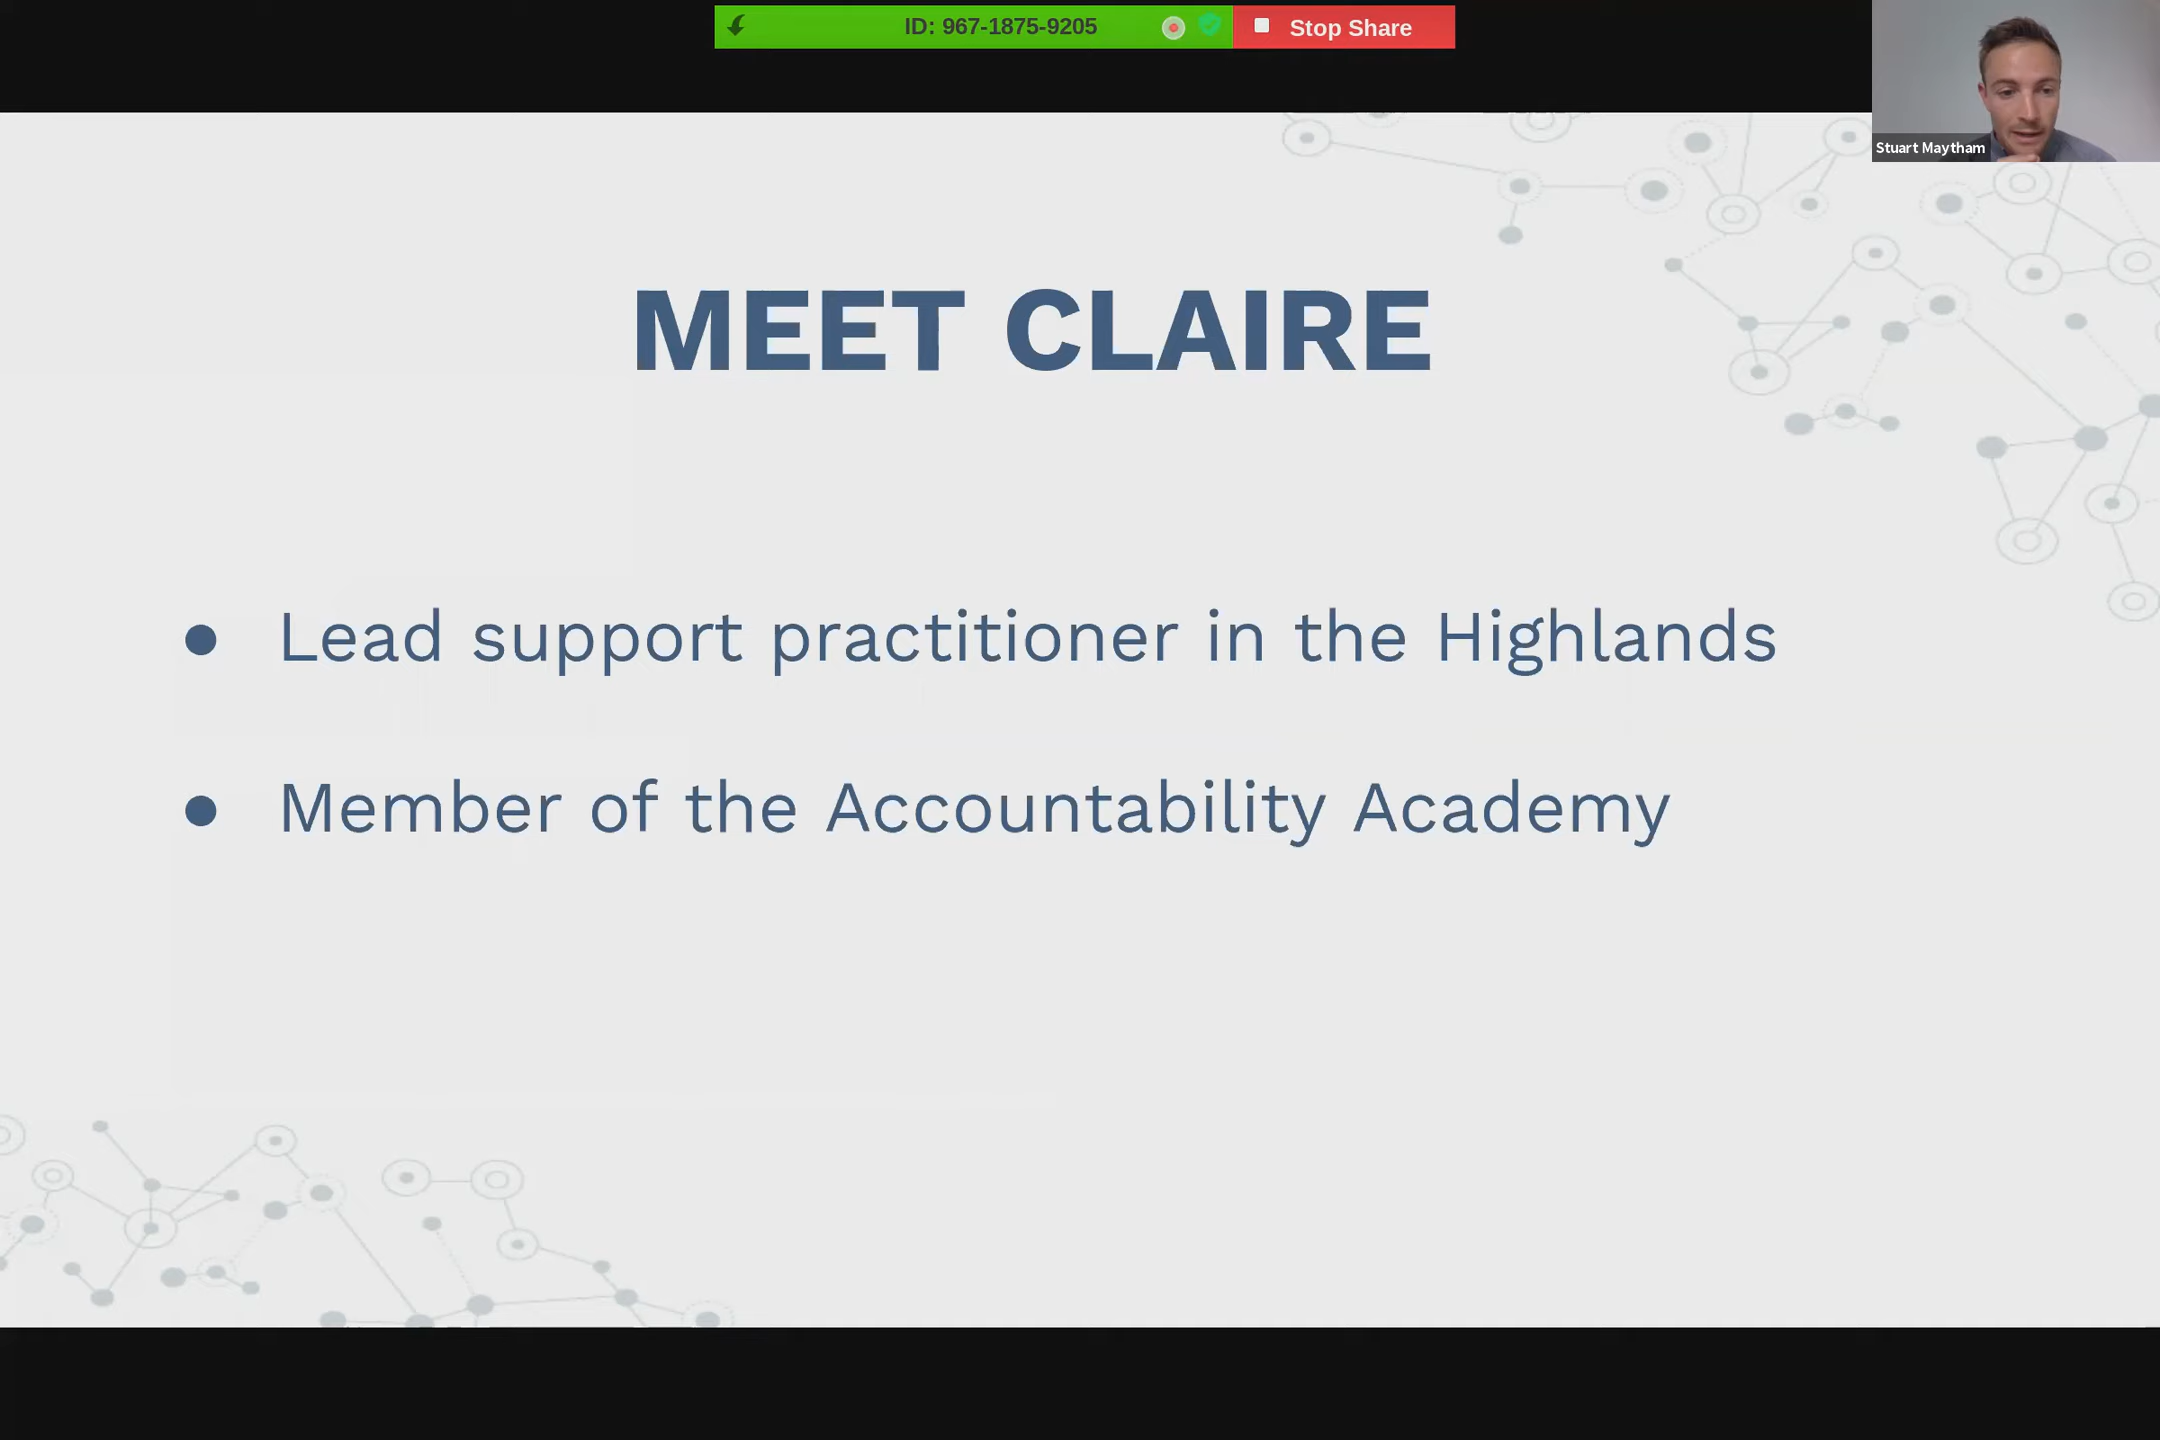 ID: 967-1875-9205
Stop Share
Stuart Maytham
MEET CLAIRE
● Lead support practitioner in the Highlands
● Member of the Accountability Academy